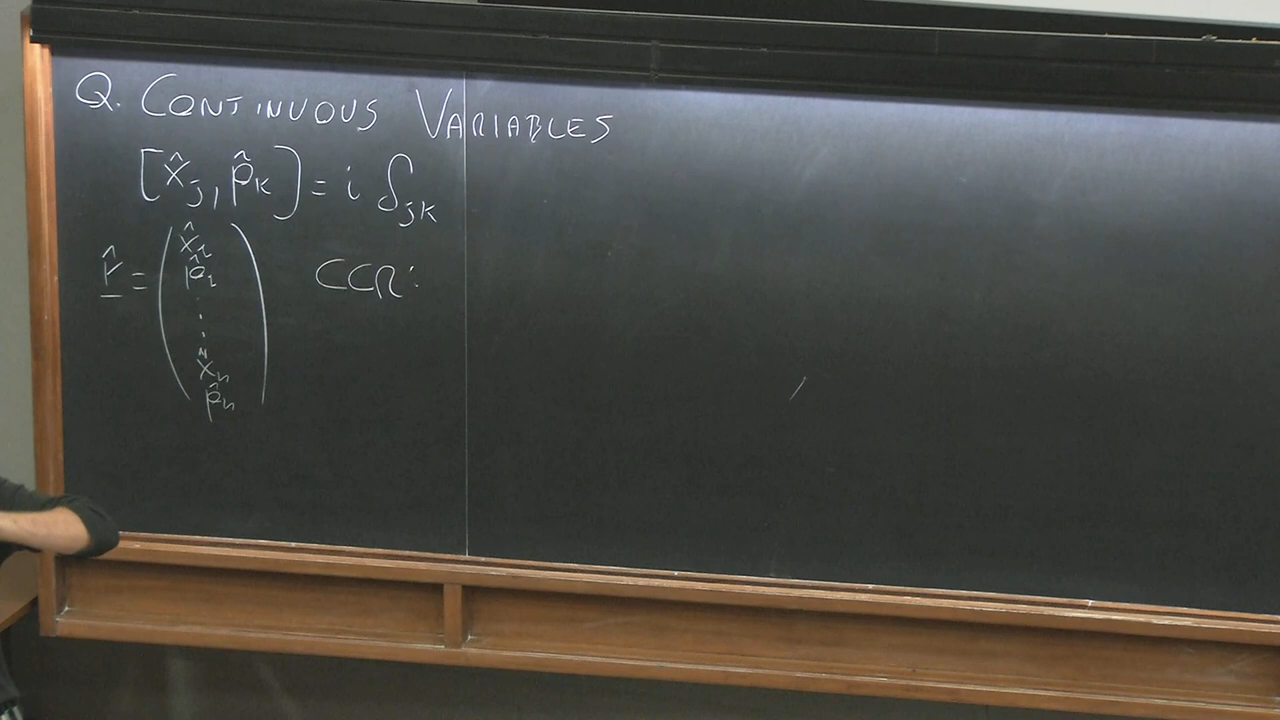 Q. CONTINUOUS VARIABLES
[x̂_j, p̂_k] = i δ_jk
r̂ = ( x̂_1 p̂_1 . . . x̂_n p̂_n ) CCR: